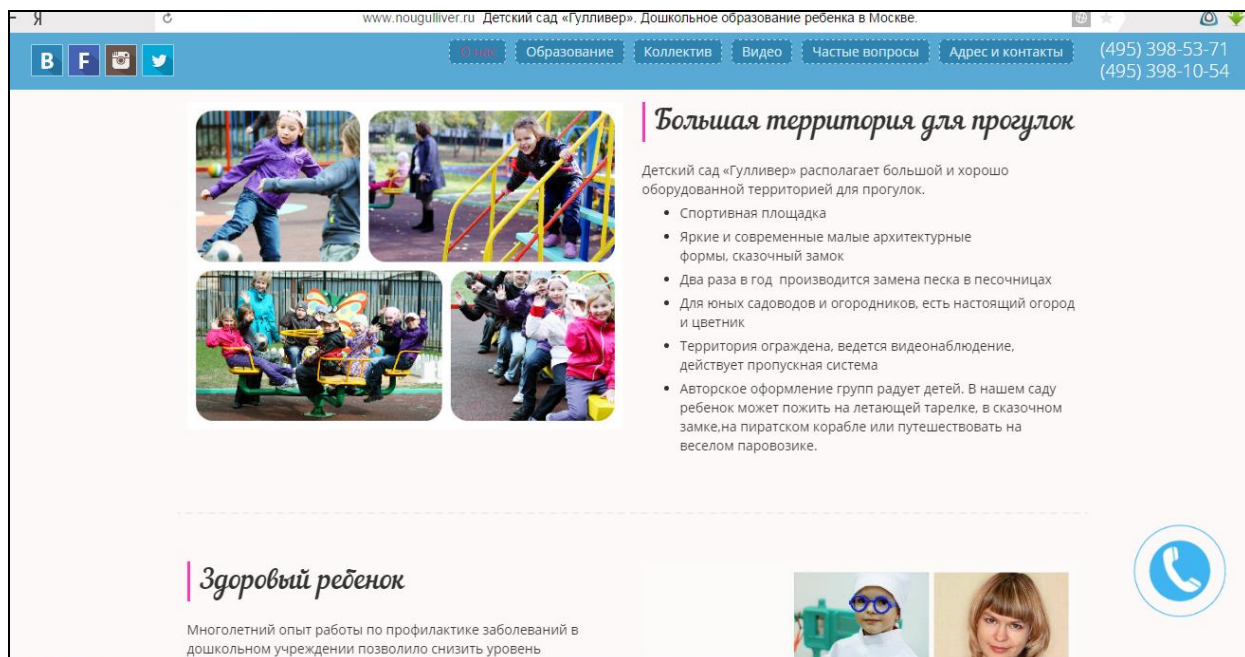 Я
www.nougulliver.ru Детский сад «Гулливер». Дошкольное образование ребенка в Москве.
В F
О нас Образование Коллектив Видео Частые вопросы Адрес и контакты
(495) 398-53-71
(495) 398-10-54
Большая территория для прогулок
Детский сад «Гулливер» располагает большой и хорошо
оборудованной территорией для прогулок.
• Спортивная площадка
• Яркие и современные малые архитектурные
формы, сказочный замок
• Два раза в год производится замена песка в песочницах
• Для юных садоводов и огородников, есть настоящий огород
и цветник
• Территория ограждена, ведется видеонаблюдение,
действует пропускная система
• Авторское оформление групп радует детей. В нашем саду
ребенок может пожить на летающей тарелке, в сказочном
замке,на пиратском корабле или путешествовать на
веселом паровозике.
Здоровый ребенок
Многолетний опыт работы по профилактике заболеваний в
дошкольном учреждении позволило снизить уровень